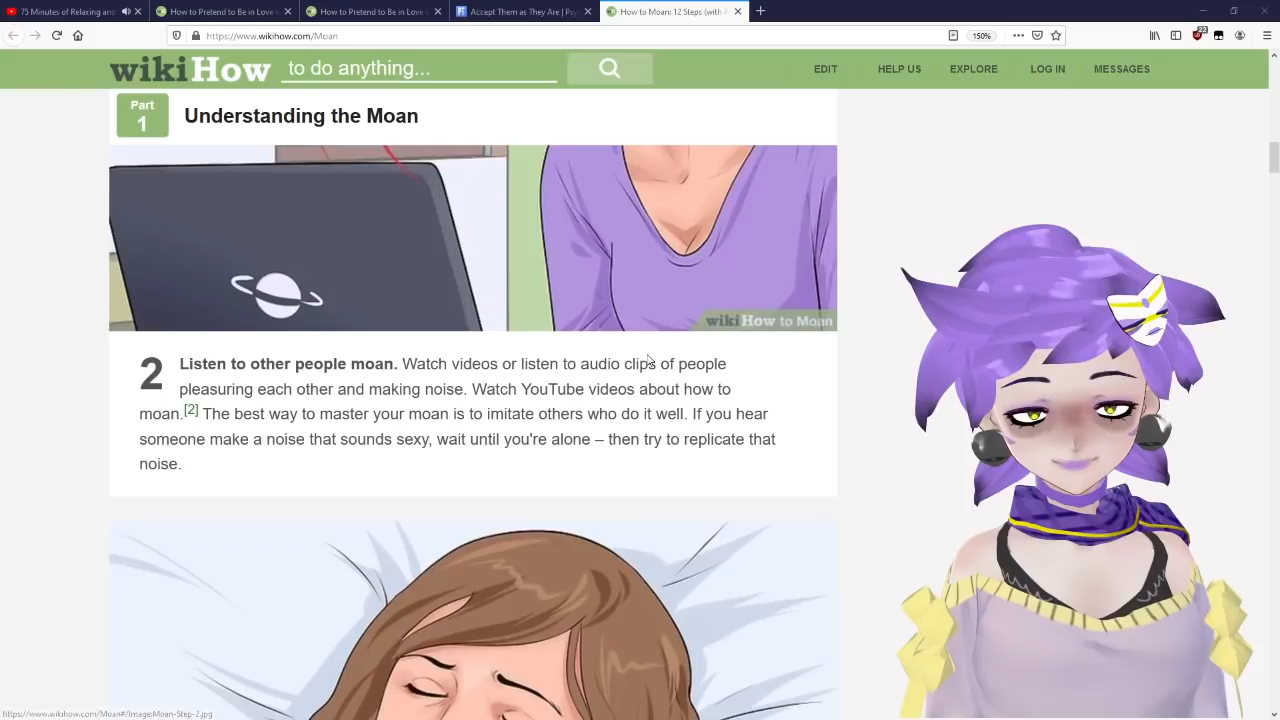 75 Minutes of Relaxing and
How to Pretend to Be in Love
How to Pretend to Be in Love
Accept Them as They Are | Psy
How to Moan: 12 Steps (with P
https://www.wikihow.com/Moan
150%
wikiHow to do anything...
EDIT
HELP US
EXPLORE
LOG IN
MESSAGES
Part
1
Understanding the Moan
wikiHow to Moan
2 Listen to other people moan. Watch videos or listen to audio clips of people
pleasuring each other and making noise. Watch YouTube videos about how to
moan.[2] The best way to master your moan is to imitate others who do it well. If you hear
someone make a noise that sounds sexy, wait until you're alone – then try to replicate that
noise.
https://www.wikihow.com/Moan#/Image:Moan-Step-2.jpg